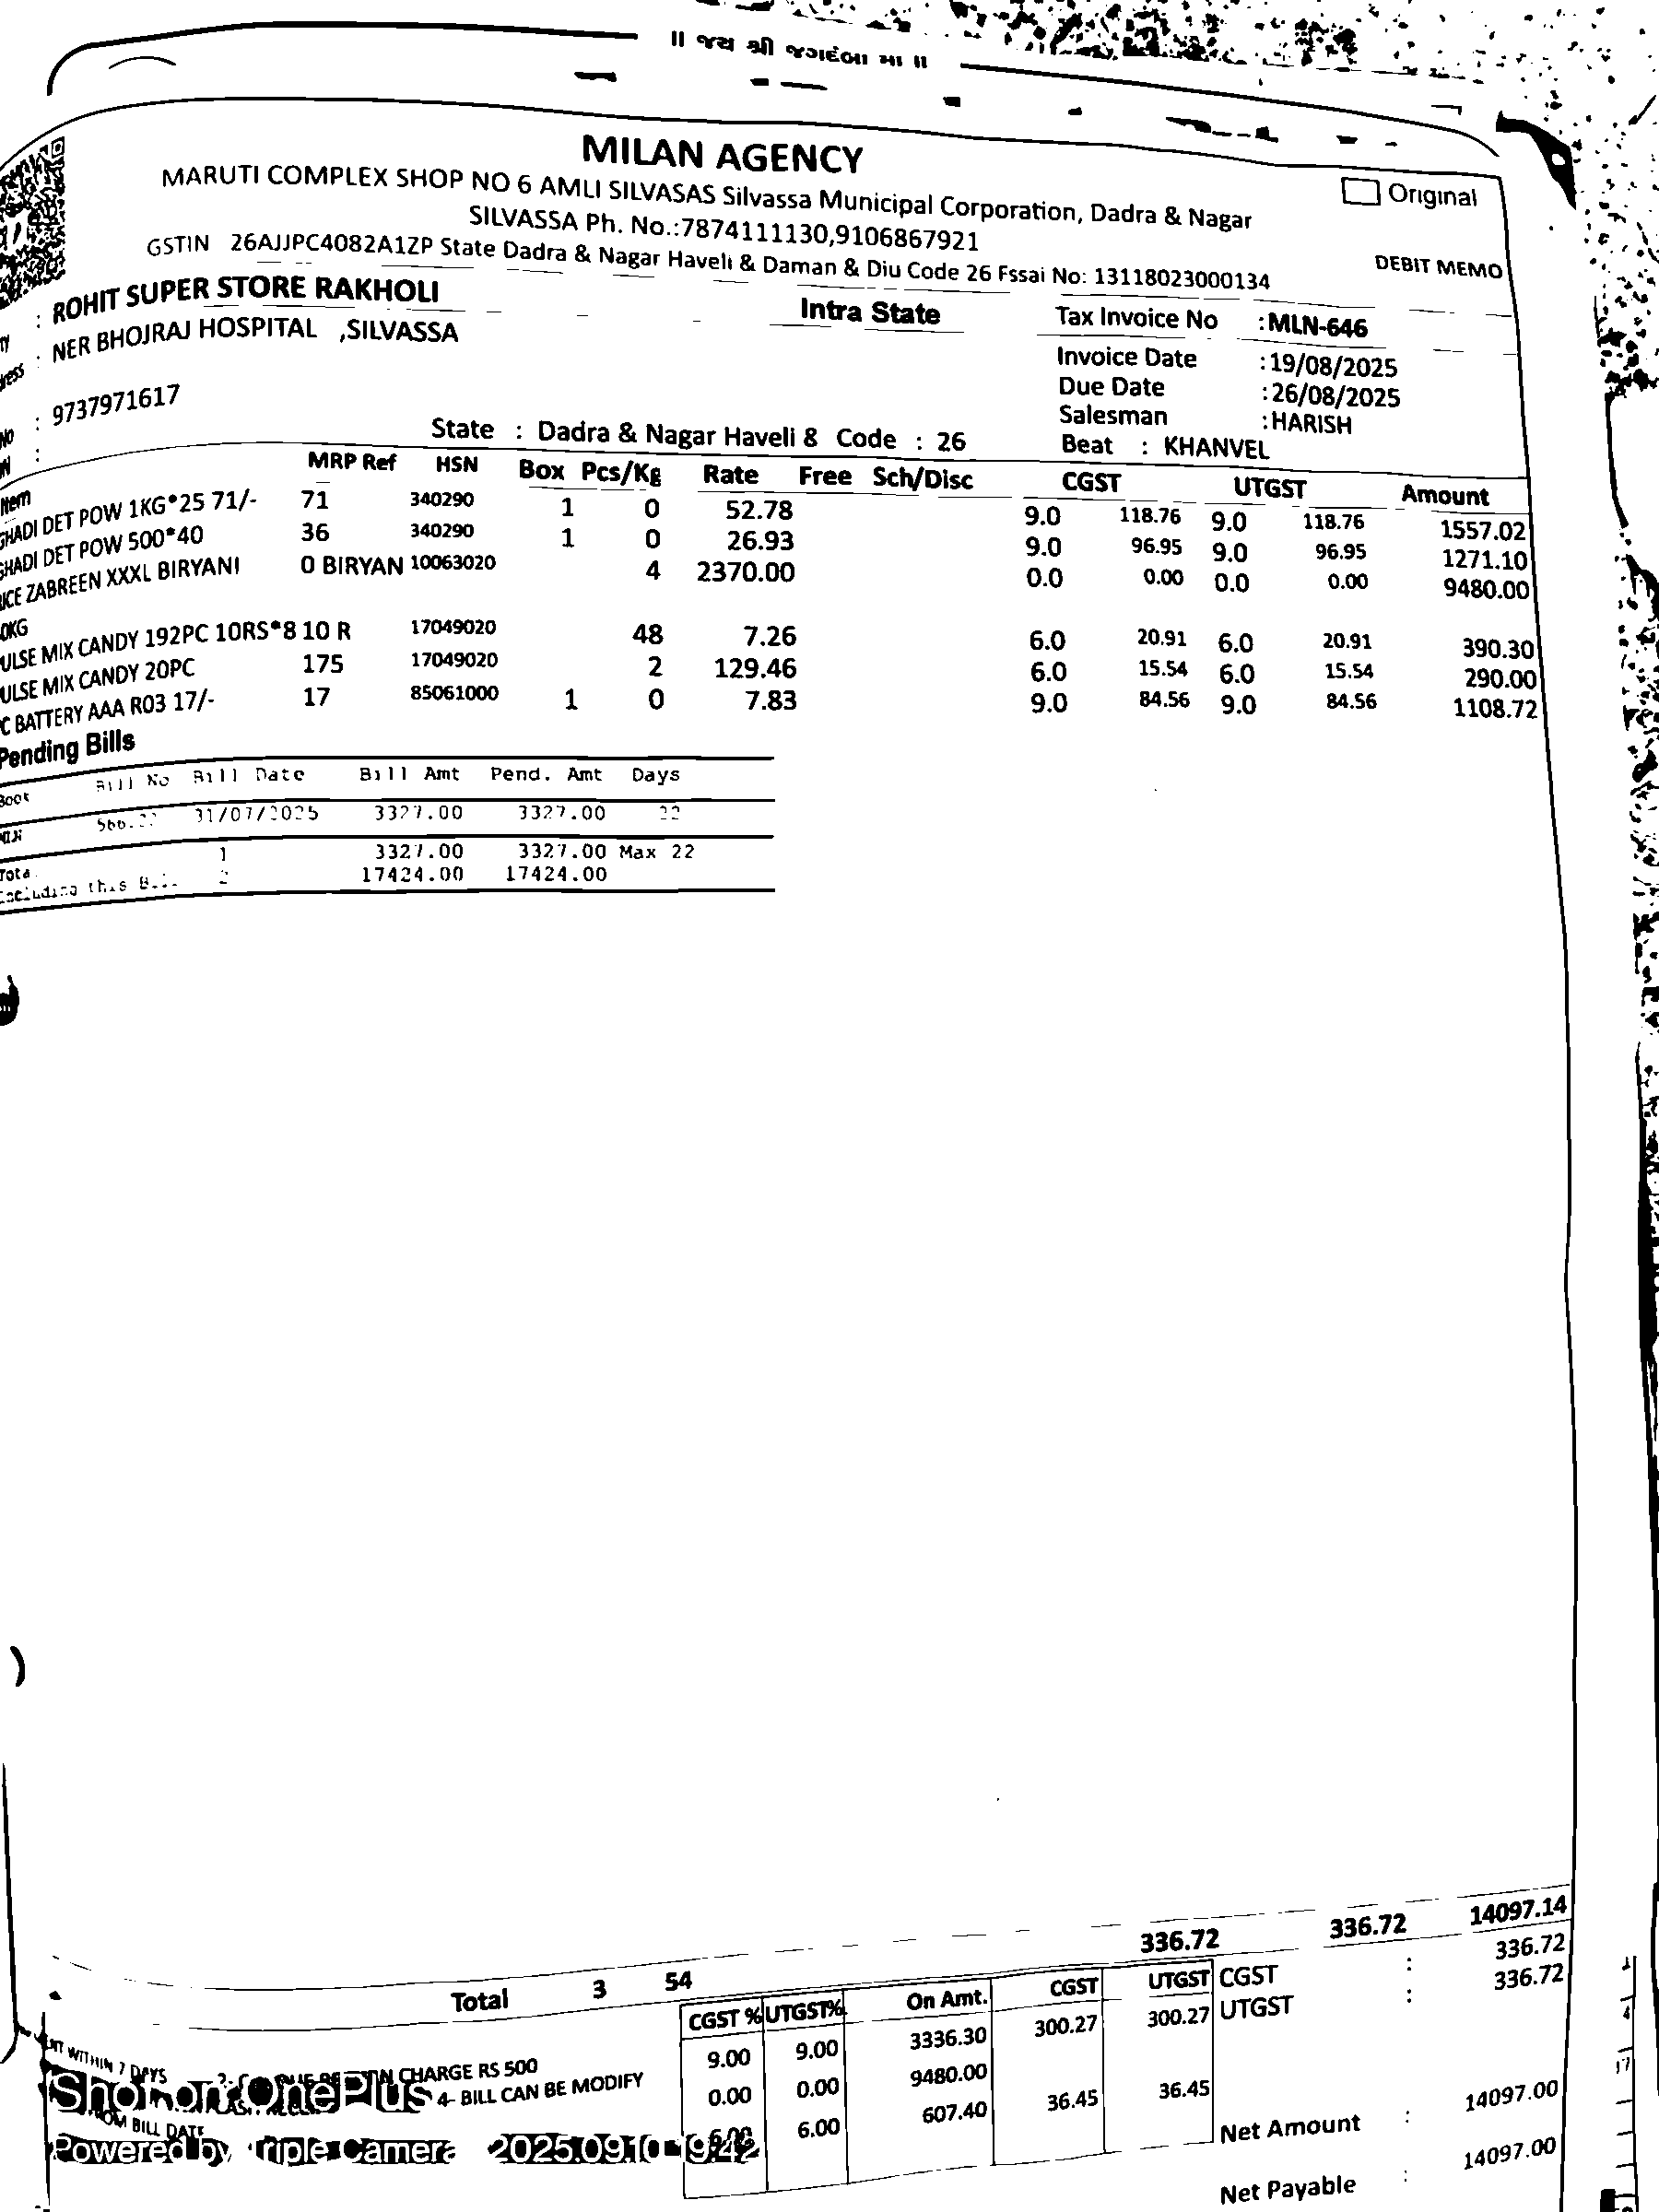 ॥ જય શ્રી જગદંબા મા ॥
MILAN AGENCY
Original
MARUTI COMPLEX SHOP NO 6 AMLI SILVASAS Silvassa Municipal Corporation, Dadra & Nagar
SILVASSA Ph. No.:7874111130,9106867921
GSTIN 26AJJPC4082A1ZP State Dadra & Nagar Haveli & Daman & Diu Code 26 Fssai No: 13118023000134
DEBIT MEMO
: ROHIT SUPER STORE RAKHOLI Intra State Tax Invoice No :MLN-646
: NER BHOJRAJ HOSPITAL ,SILVASSA
Invoice Date :19/08/2025
Due Date :26/08/2025
: 9737971617 Salesman :HARISH
: State : Dadra & Nagar Haveli & Code : 26 Beat : KHANVEL
Item MRP Ref HSN Box Pcs/Kg Rate Free Sch/Disc CGST UTGST Amount
GHADI DET POW 1KG*25 71/- 71 340290 1 0 52.78 9.0 118.76 9.0 118.76 1557.02
GHADI DET POW 500*40 36 340290 1 0 26.93 9.0 96.95 9.0 96.95 1271.10
RICE ZABREEN XXXL BIRYANI 0 BIRYAN 10063020 4 2370.00 0.0 0.00 0.0 0.00 9480.00
0KG
ULSE MIX CANDY 192PC 10RS*8 10 R 17049020 48 7.26 6.0 20.91 6.0 20.91 390.30
ULSE MIX CANDY 20PC 175 17049020 2 129.46 6.0 15.54 6.0 15.54 290.00
C BATTERY AAA R03 17/- 17 85061000 1 0 7.83 9.0 84.56 9.0 84.56 1108.72
Pending Bills
Book Bill No Bill Date Bill Amt Pend. Amt Days
31/07/2025 3327.00 3327.00 22
Total 1 3327.00 3327.00 Max 22
Including this Bill 2 17424.00 17424.00
Total 3 54 336.72 336.72 14097.14
CGST % UTGST% On Amt. CGST UTGST CGST : 336.72
9.00 9.00 3336.30 300.27 300.27 UTGST : 336.72
0.00 0.00 9480.00
6.00 6.00 607.40 36.45 36.45
Net Amount : 14097.00
Net Payable : 14097.00
WITHIN 7 DAYS
CHARGE RS 500
4- BILL CAN BE MODIFY
FROM BILL DATE
Shot on OnePlus
Powered by Triple Camera 2025.09.10 19:42